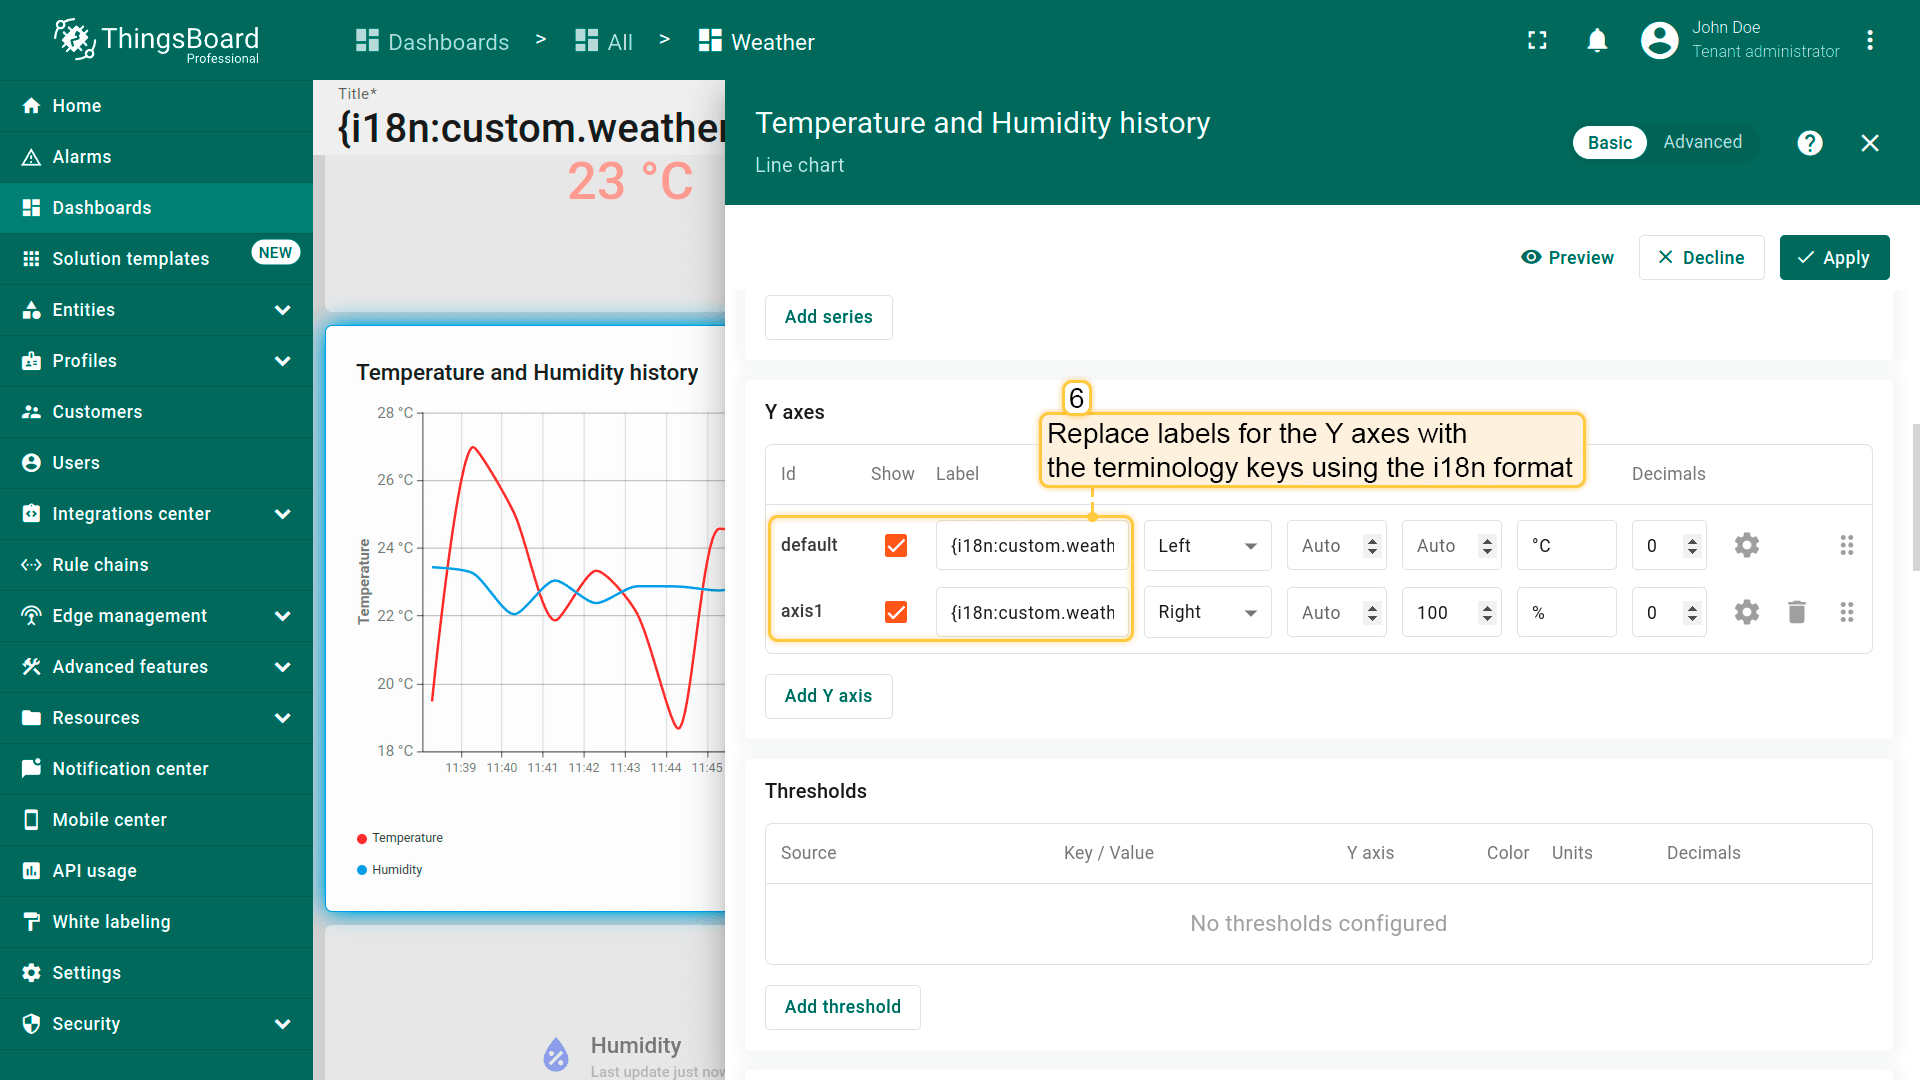 ThingsBoard
Professional
Dashboards > All > Weather
John Doe
Tenant administrator
Home
Alarms
Dashboards
Solution templates NEW
Entities
Profiles
Customers
Users
Integrations center
Rule chains
Edge management
Advanced features
Resources
Notification center
Mobile center
API usage
White labeling
Settings
Security
Title*
{i18n:custom.weather
23 °C
Temperature and Humidity history
28 °C
26 °C
24 °C
22 °C
20 °C
18 °C
Temperature
11:39 11:40 11:41 11:42 11:43 11:44 11:45
Temperature
Humidity
Humidity
Last update just now
Temperature and Humidity history
Line chart
Basic Advanced
Preview Decline Apply
Add series
Y axes
6
Replace labels for the Y axes with
the terminology keys using the i18n format
Id Show Label Decimals
default {i18n:custom.weath Left Auto Auto °C 0
axis1 {i18n:custom.weath Right Auto 100 % 0
Add Y axis
Thresholds
Source Key / Value Y axis Color Units Decimals
No thresholds configured
Add threshold